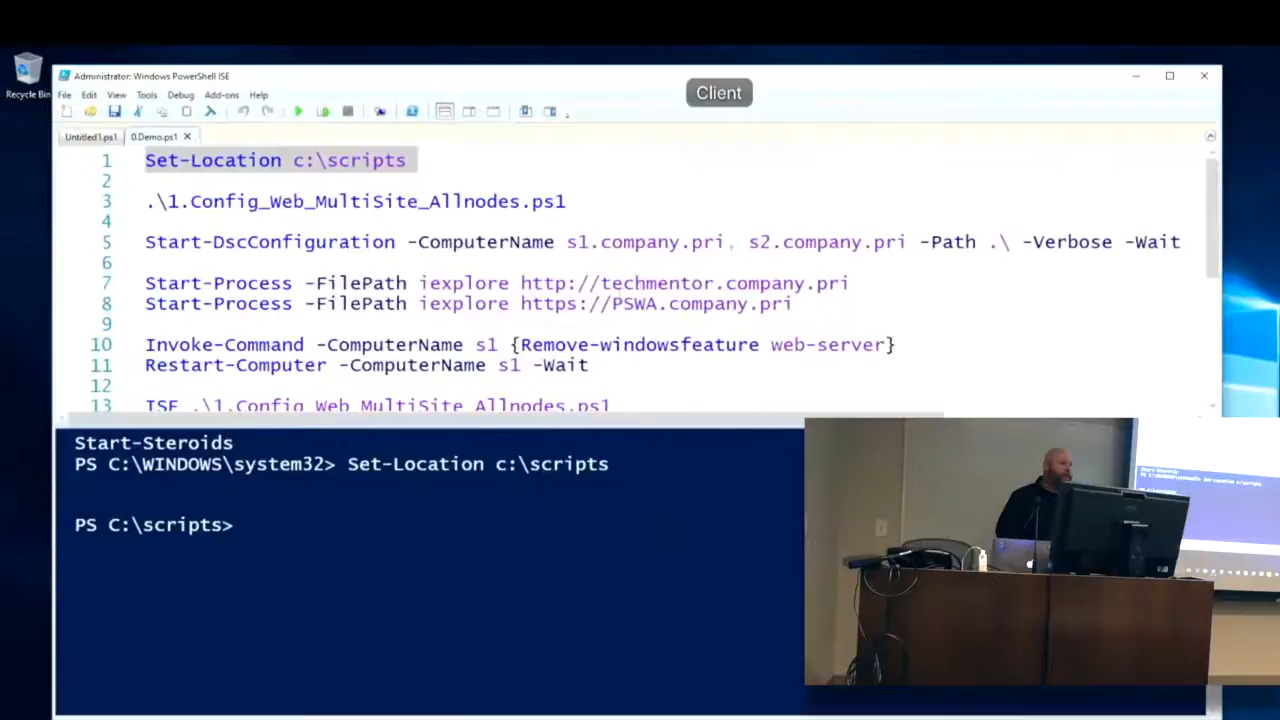 Recycle Bin
Administrator: Windows PowerShell ISE
Client
File Edit View Tools Debug Add-ons Help
Untitled1.ps1 0.Demo.ps1
1 Set-Location c:\scripts
2
3 .\1.Config_Web_MultiSite_Allnodes.ps1
4
5 Start-DscConfiguration -ComputerName s1.company.pri, s2.company.pri -Path .\ -Verbose -Wait
6
7 Start-Process -FilePath iexplore http://techmentor.company.pri
8 Start-Process -FilePath iexplore https://PSWA.company.pri
9
10 Invoke-Command -ComputerName s1 {Remove-windowsfeature web-server}
11 Restart-Computer -ComputerName s1 -Wait
12
13 ISE .\1.Config_Web_MultiSite_Allnodes.ps1
Start-Steroids
PS C:\WINDOWS\system32> Set-Location c:\scripts
PS C:\scripts>